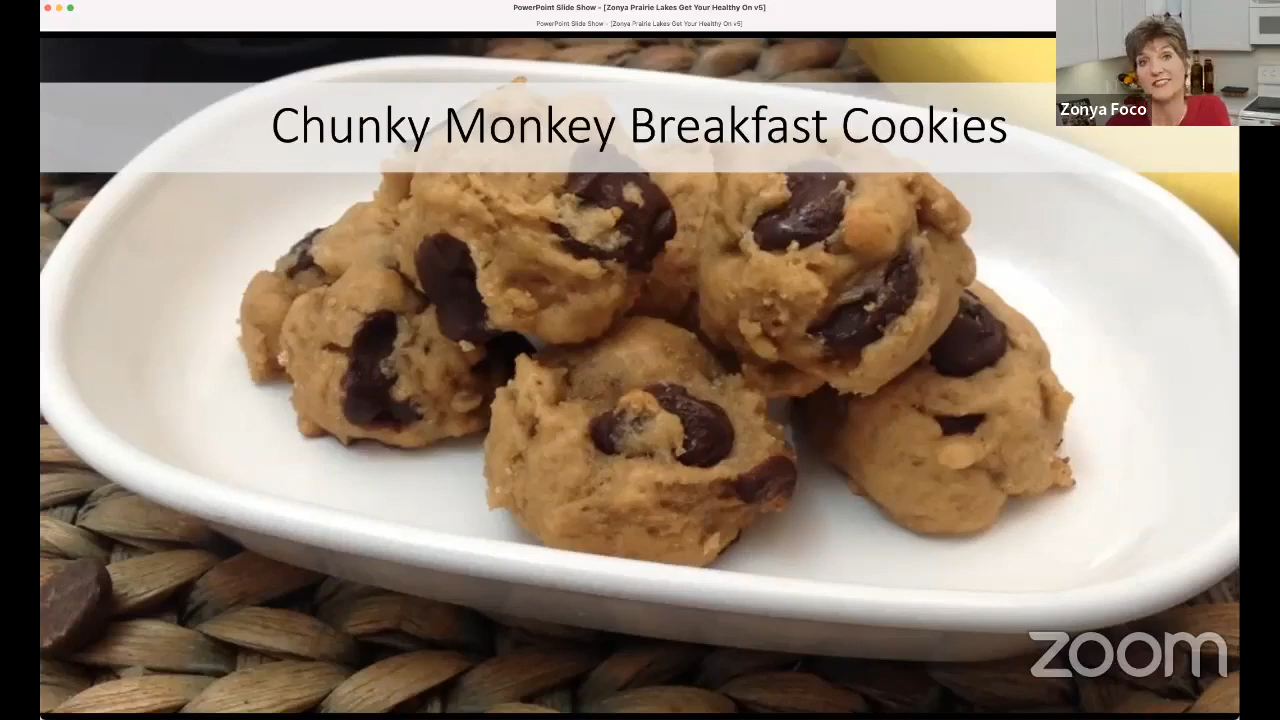 PowerPoint Slide Show - [Zonya Prairie Lakes Get Your Healthy On v5]
PowerPoint Slide Show - [Zonya Prairie Lakes Get Your Healthy On v5]
Zonya Foco
Chunky Monkey Breakfast Cookies
zoom